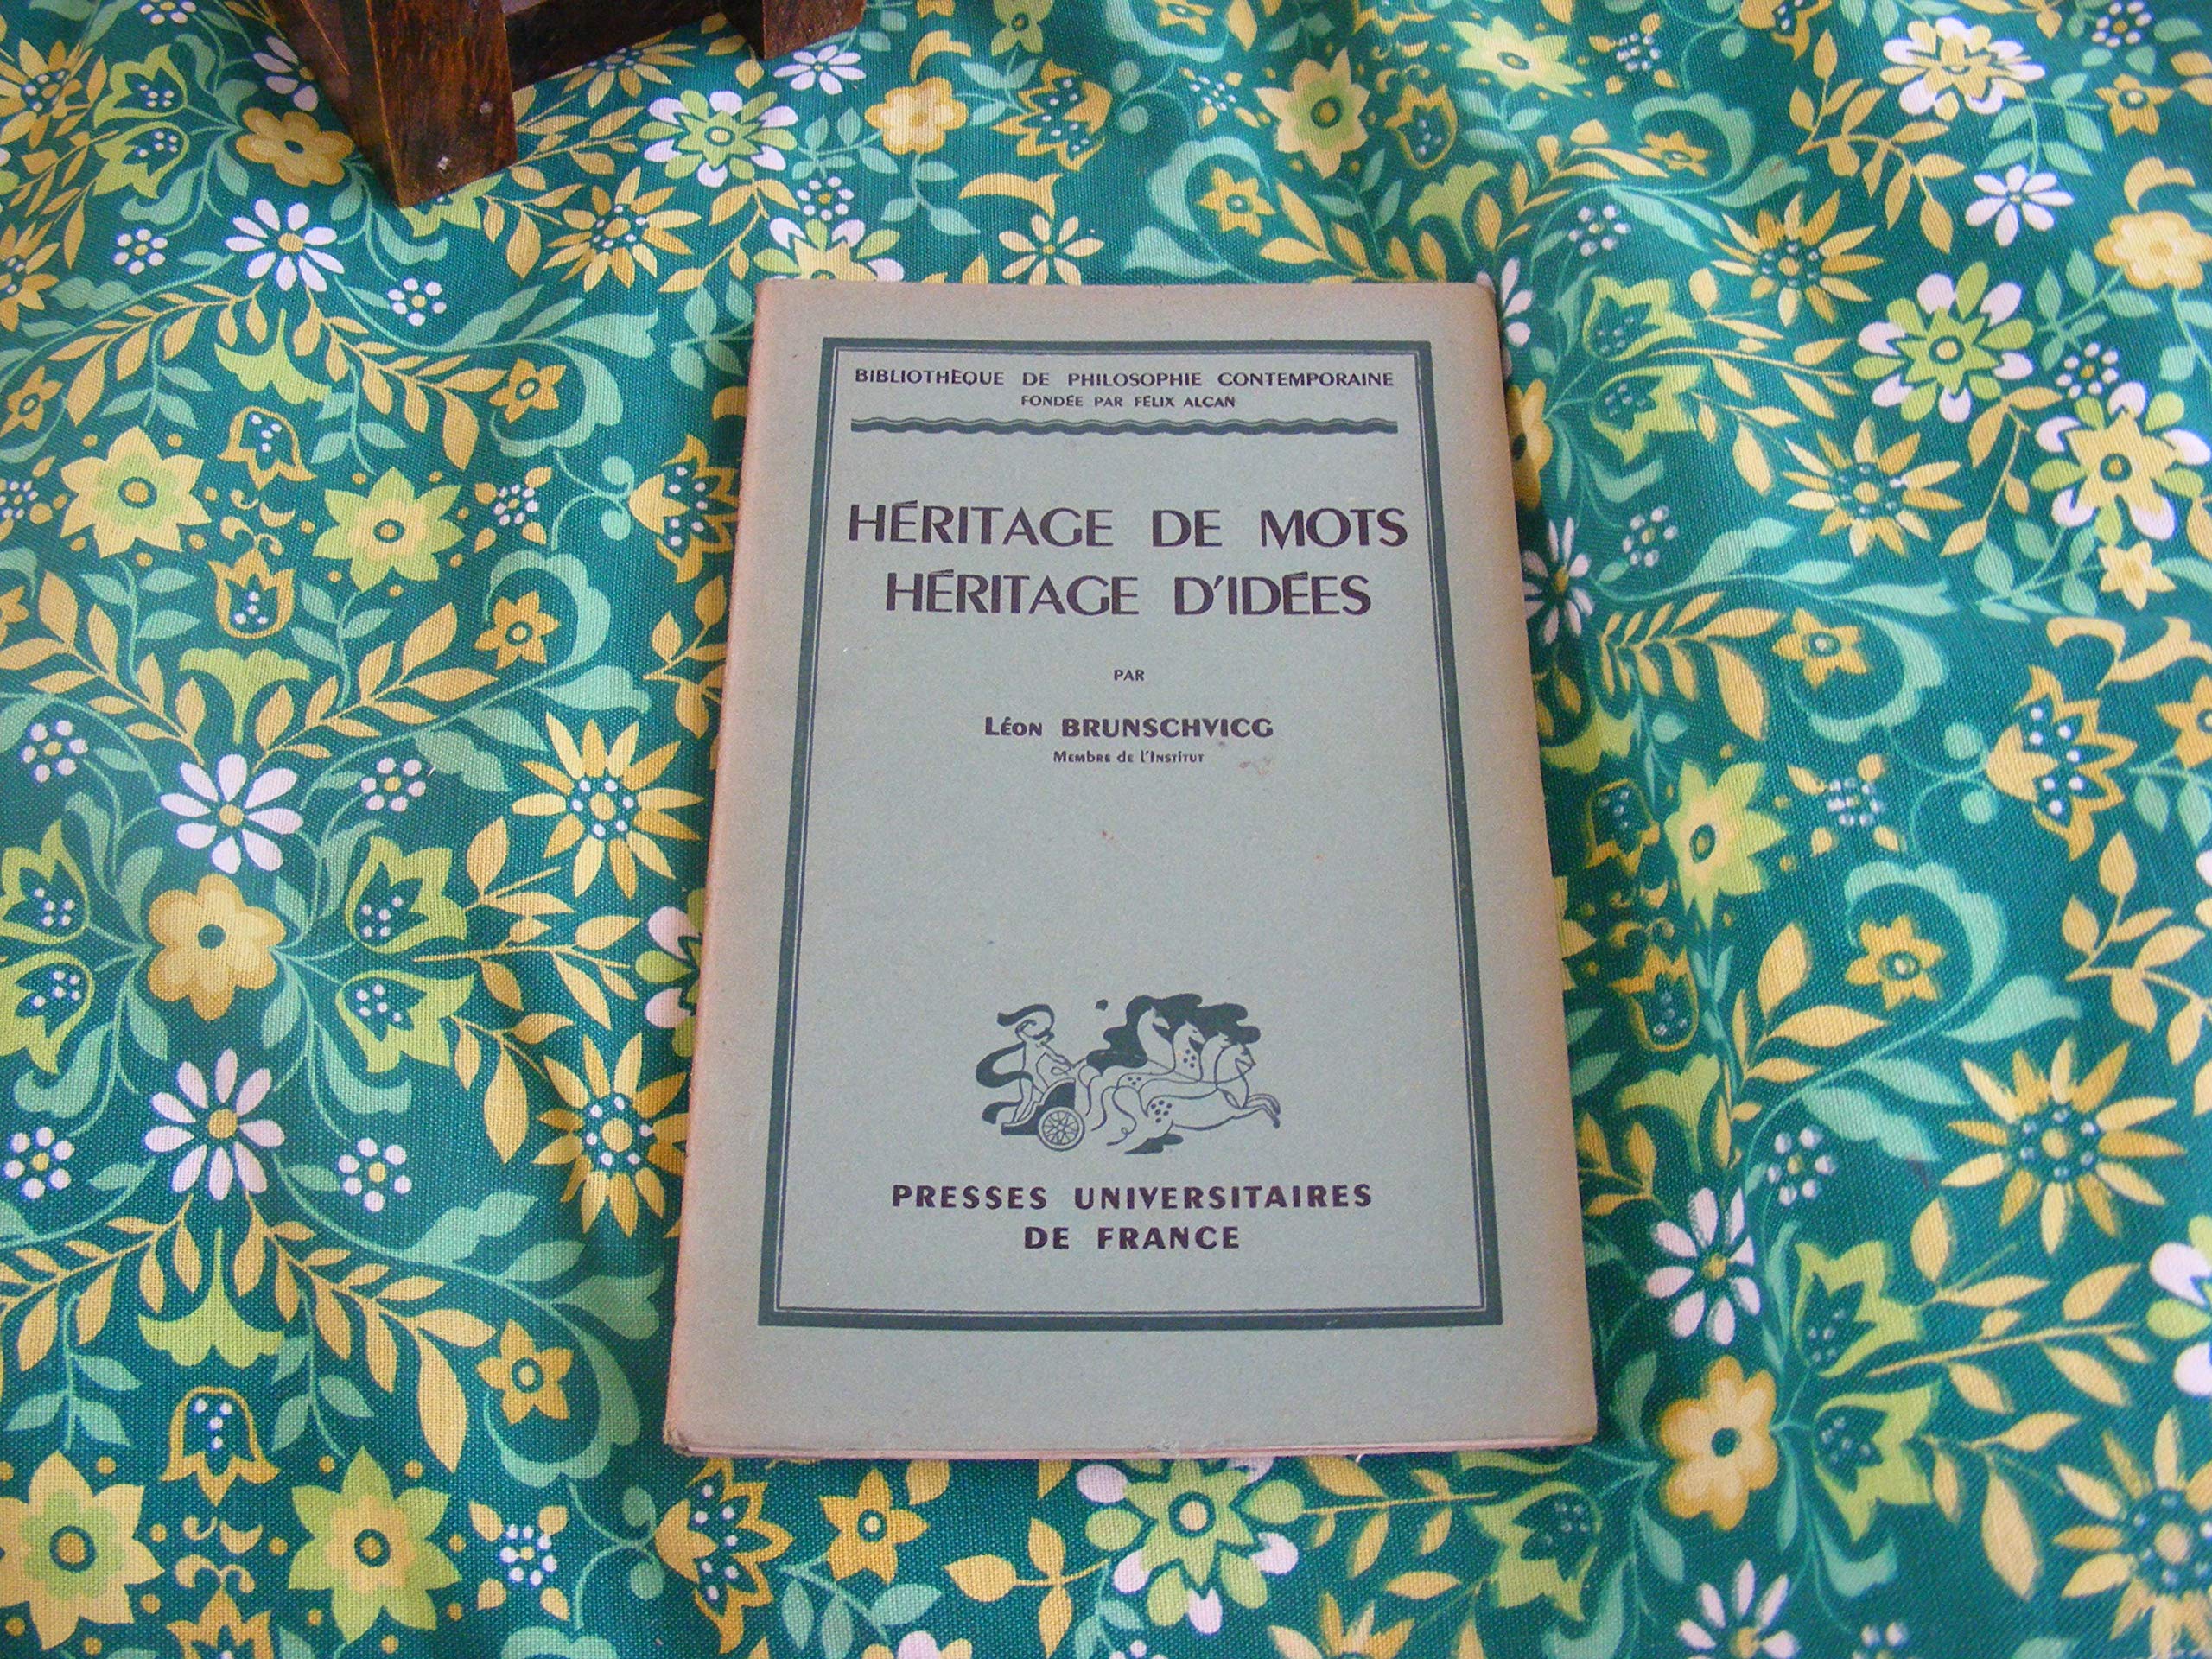 BIBLIOTHÈQUE DE PHILOSOPHIE CONTEMPORAINE
FONDÉE PAR FÉLIX ALCAN
HÉRITAGE DE MOTS
HÉRITAGE D'IDÉES
PAR
LÉON BRUNSCHVICG
MEMBRE DE L'INSTITUT
PRESSES UNIVERSITAIRES
DE FRANCE